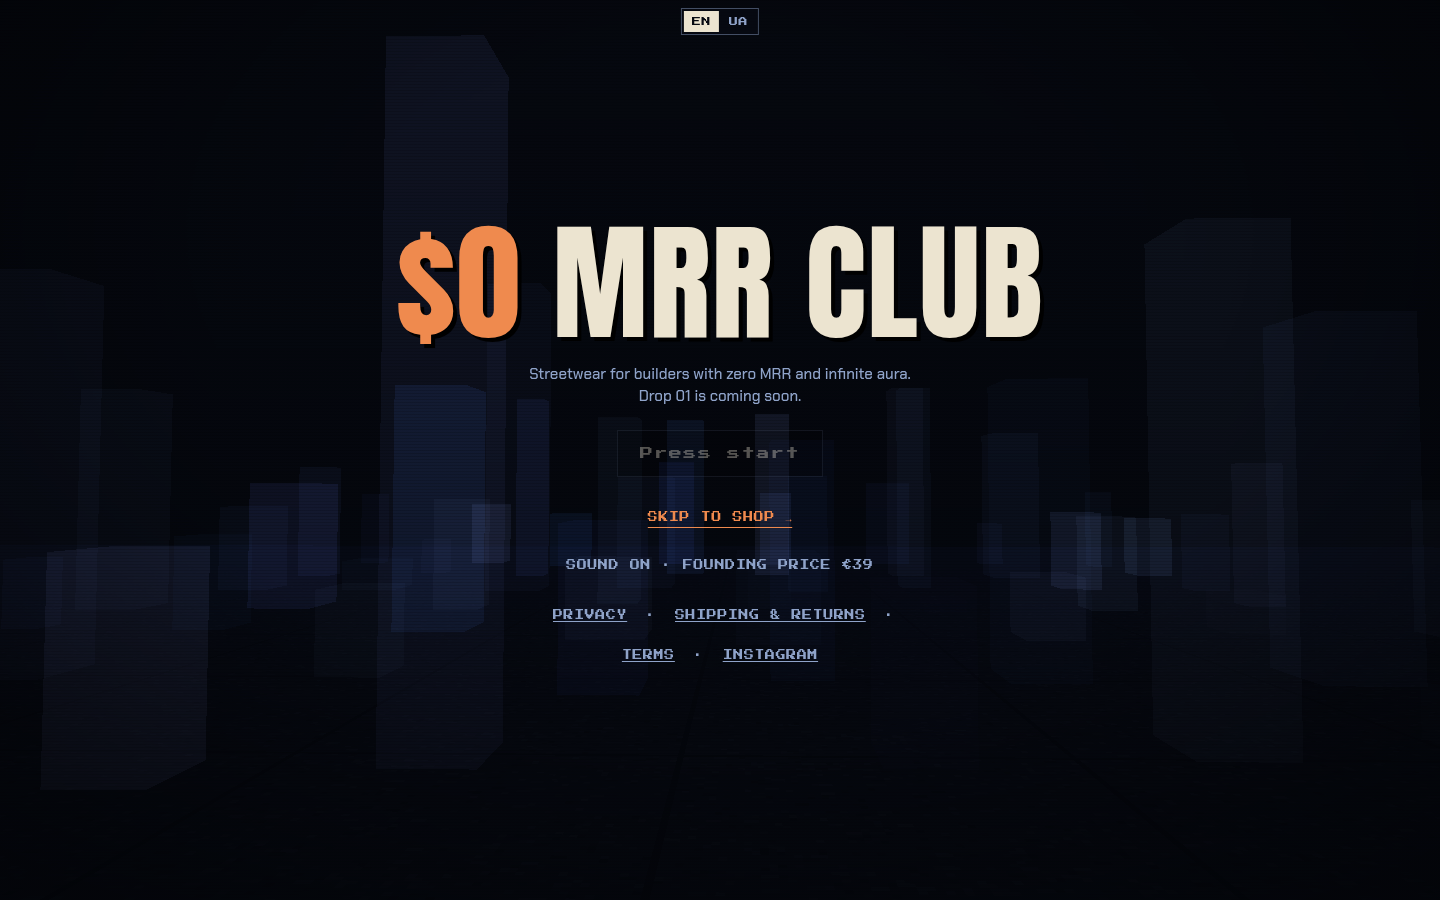 EN UA
$0 MRR CLUB
Streetwear for builders with zero MRR and infinite aura.
Drop 01 is coming soon.
Press start
SKIP TO SHOP
SOUND ON · FOUNDING PRICE €39
PRIVACY · SHIPPING & RETURNS ·
TERMS · INSTAGRAM